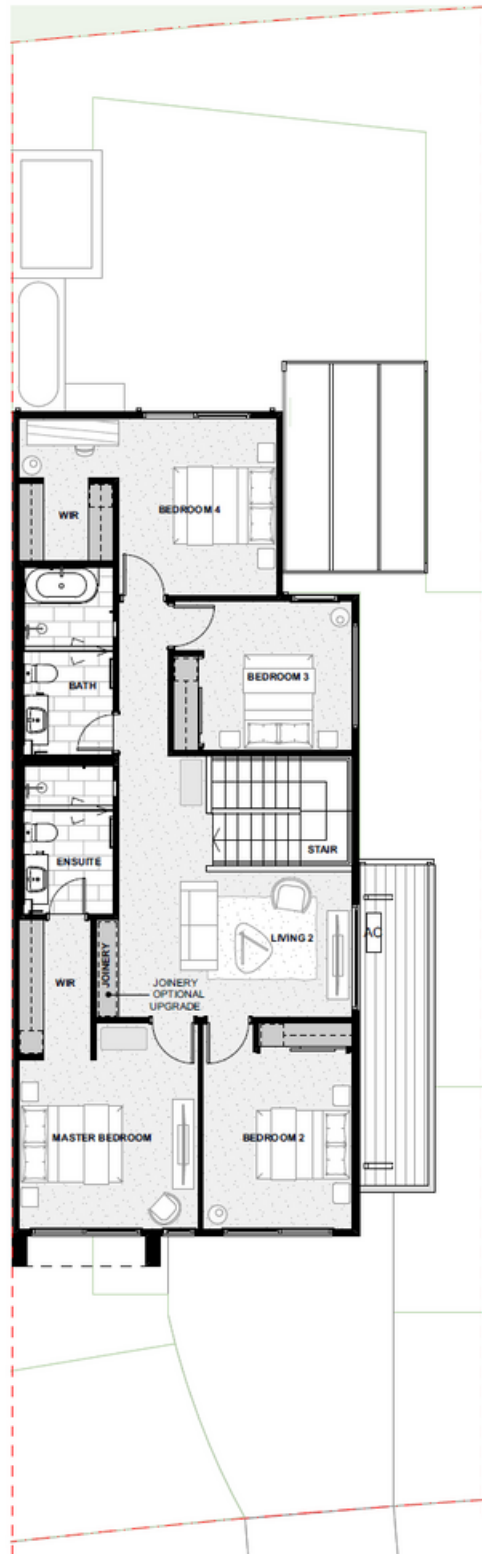 WIR
BEDROOM 4
BEDROOM 3
BATH
STAIR
ENSUITE
LIVING 2
AC
WIR
JOINERY
JOINERY
OPTIONAL
UPGRADE
MASTER BEDROOM
BEDROOM 2